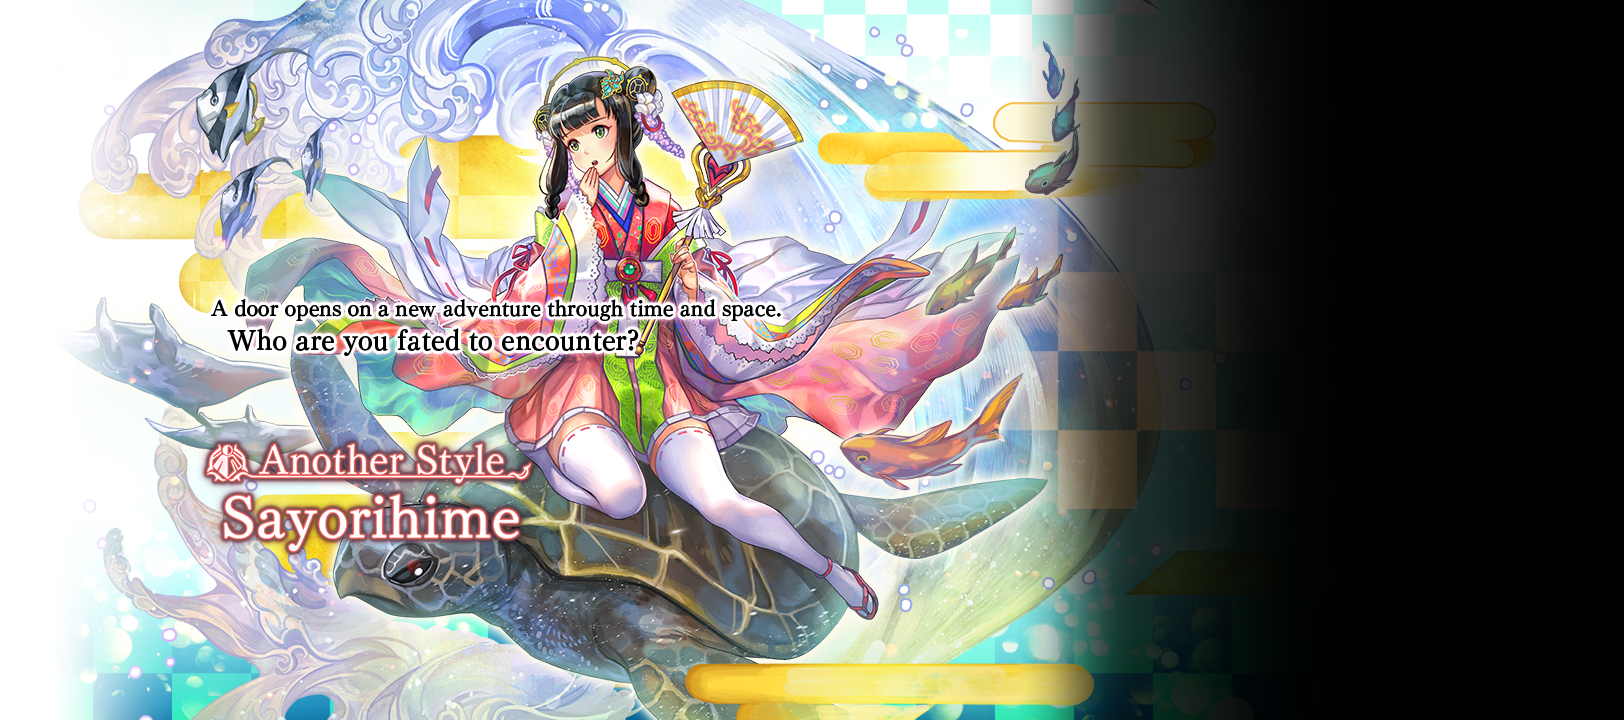 A door opens on a new adventure through time and space.
Who are you fated to encounter?
Another Style
Sayorihime